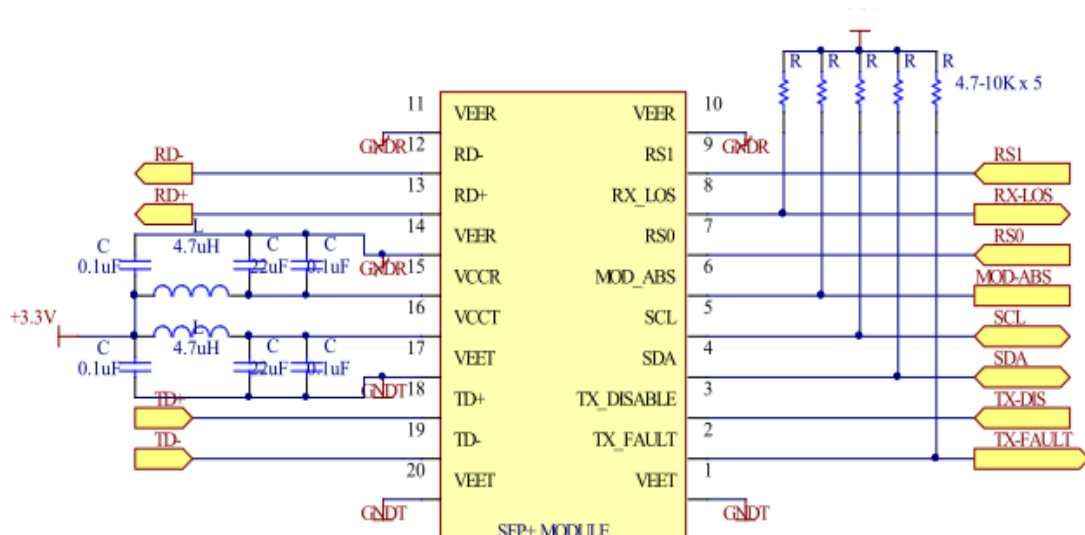 R R R R R
4.7-10K x 5
11 VEER VEER 10
GNDR GNDR
12 RD- RS1 9
RD- RS1
13 RD+ RX_LOS 8
RD+ RX-LOS
14 VEER RS0 7
L
4.7uH
C 0.1uF C 22uF C 0.1uF
GNDR RS0
15 VCCR MOD_ABS 6
MOD-ABS
16 VCCT SCL 5
+3.3V L SCL
4.7uH
C 0.1uF C 22uF C 0.1uF
17 VEET SDA 4
GNDT SDA
18 TD+ TX_DISABLE 3
TD+ TX-DIS
19 TD- TX_FAULT 2
TD- TX-FAULT
20 VEET VEET 1
GNDT GNDT
SFP+ MODULE